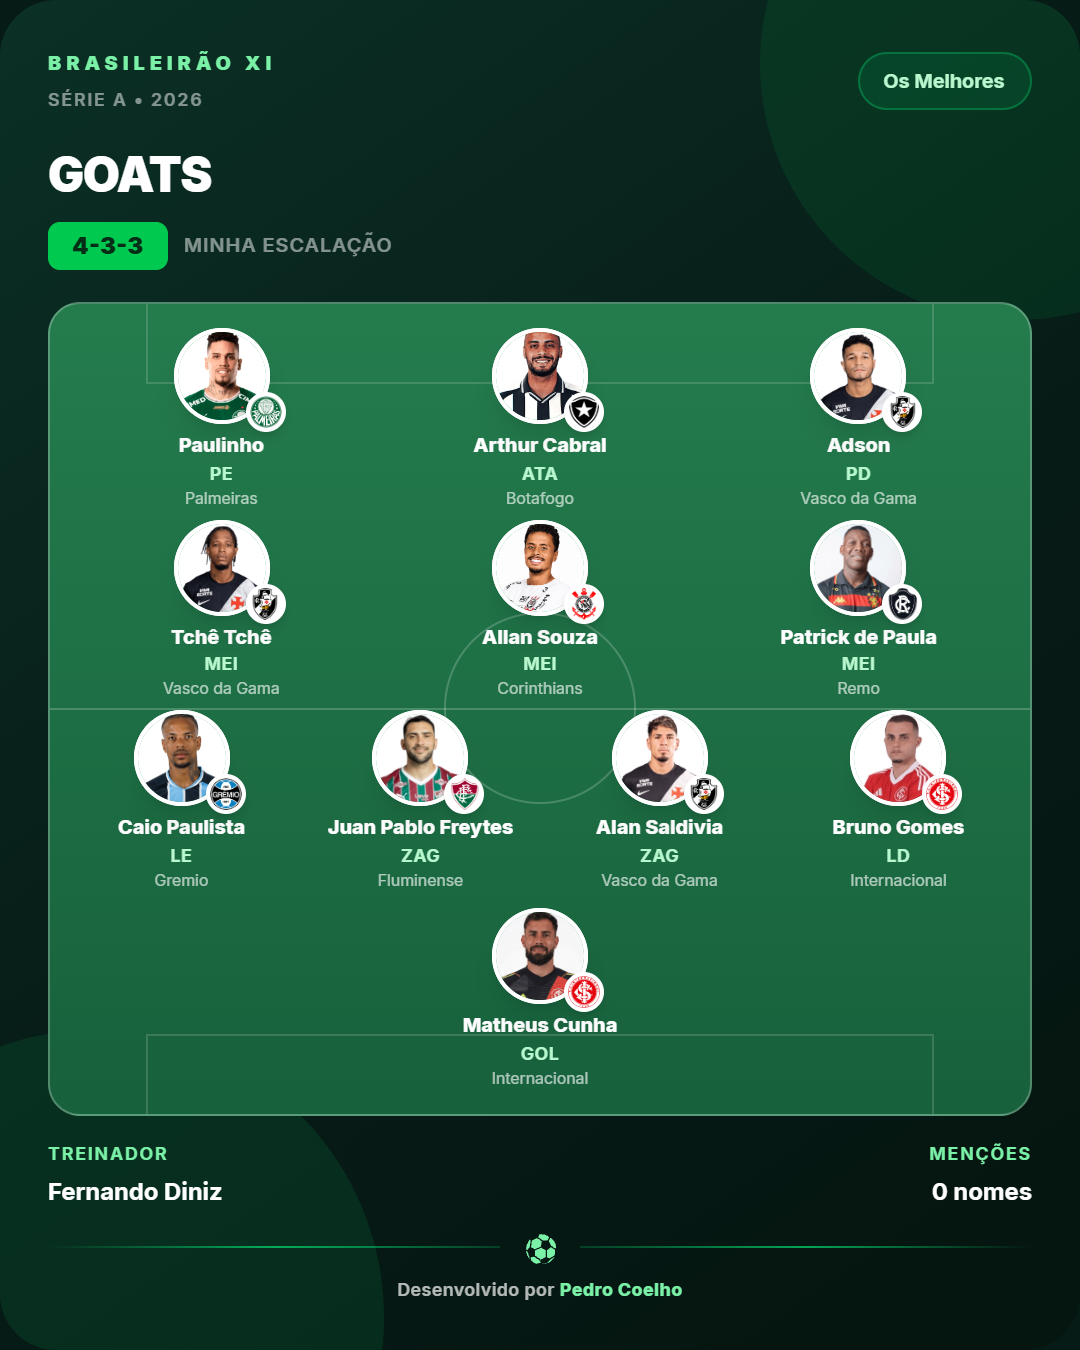 BRASILEIRÃO XI
SÉRIE A • 2026
Os Melhores
GOATS
4-3-3 MINHA ESCALAÇÃO
Paulinho Arthur Cabral Adson
PE ATA PD
Palmeiras Botafogo Vasco da Gama
Tchê Tchê Allan Souza Patrick de Paula
MEI MEI MEI
Vasco da Gama Corinthians Remo
Caio Paulista Juan Pablo Freytes Alan Saldivia Bruno Gomes
LE ZAG ZAG LD
Gremio Fluminense Vasco da Gama Internacional
Matheus Cunha
GOL
Internacional
TREINADOR MENÇÕES
Fernando Diniz 0 nomes
Desenvolvido por Pedro Coelho